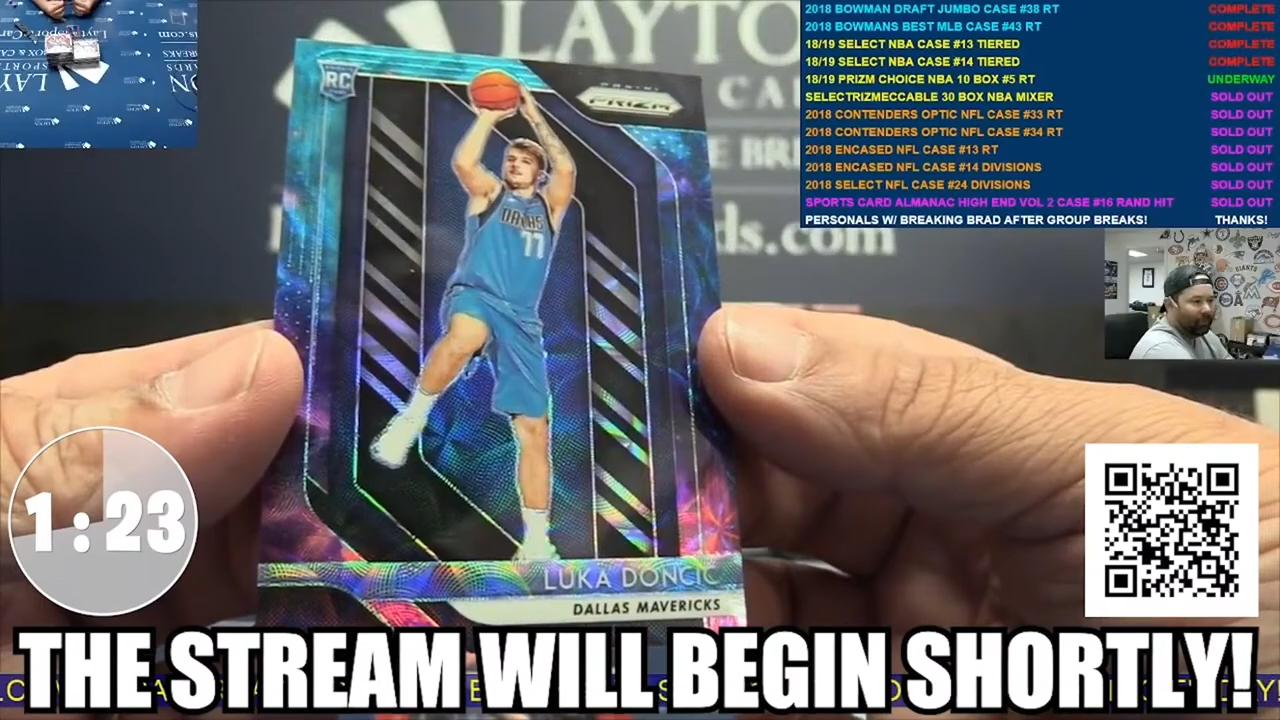 2018 BOWMAN DRAFT JUMBO CASE #38 RT COMPLETE
2018 BOWMANS BEST MLB CASE #43 RT COMPLETE
18/19 SELECT NBA CASE #13 TIERED COMPLETE
18/19 SELECT NBA CASE #14 TIERED COMPLETE
18/19 PRIZM CHOICE NBA 10 BOX #5 RT UNDERWAY
SELECTRIZMECCABLE 30 BOX NBA MIXER SOLD OUT
2018 CONTENDERS OPTIC NFL CASE #33 RT SOLD OUT
2018 CONTENDERS OPTIC NFL CASE #34 RT SOLD OUT
2018 ENCASED NFL CASE #13 RT SOLD OUT
2018 ENCASED NFL CASE #14 DIVISIONS SOLD OUT
2018 SELECT NFL CASE #24 DIVISIONS SOLD OUT
SPORTS CARD ALMANAC HIGH END VOL 2 CASE #16 RAND HIT SOLD OUT
PERSONALS W/ BREAKING BRAD AFTER GROUP BREAKS! THANKS!
RC
PANINI
PRIZM
DALLAS
77
LUKA DONCIC
DALLAS MAVERICKS
GIANTS
1:23
THE STREAM WILL BEGIN SHORTLY!